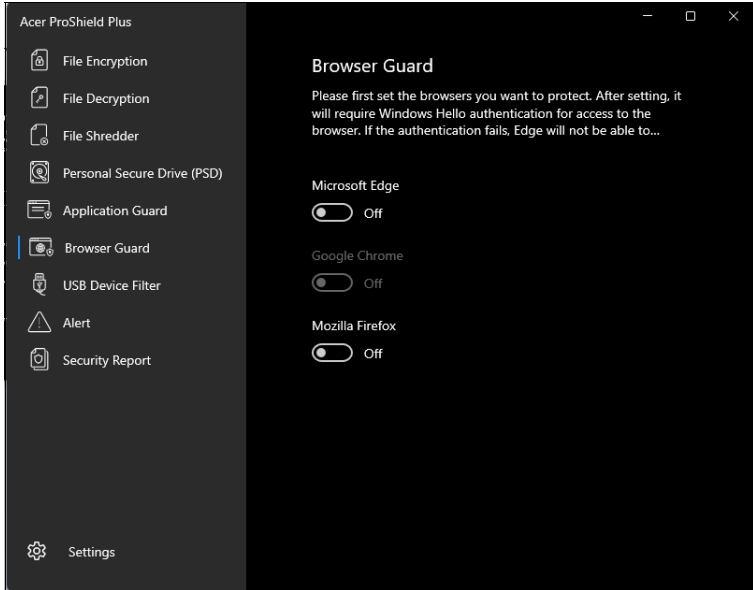 Acer ProShield Plus
File Encryption
File Decryption
File Shredder
Personal Secure Drive (PSD)
Application Guard
Browser Guard
USB Device Filter
Alert
Security Report
Settings
Browser Guard
Please first set the browsers you want to protect. After setting, it
will require Windows Hello authentication for access to the
browser. If the authentication fails, Edge will not be able to...
Microsoft Edge
Off
Google Chrome
Off
Mozilla Firefox
Off